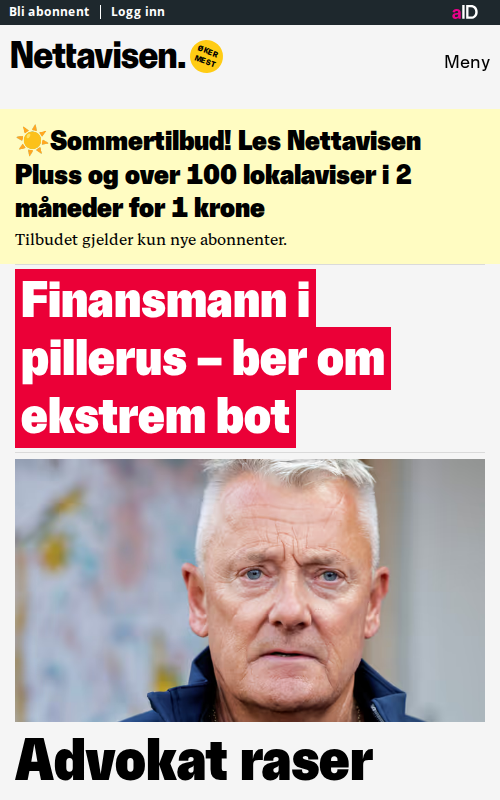 Bli abonnent
Logg inn
aID
Nettavisen.
ØKER
MEST
Meny
Sommertilbud! Les Nettavisen
Pluss og over 100 lokalaviser i 2
måneder for 1 krone
Tilbudet gjelder kun nye abonnenter.
Finansmann i
pillerus – ber om
ekstrem bot
Advokat raser